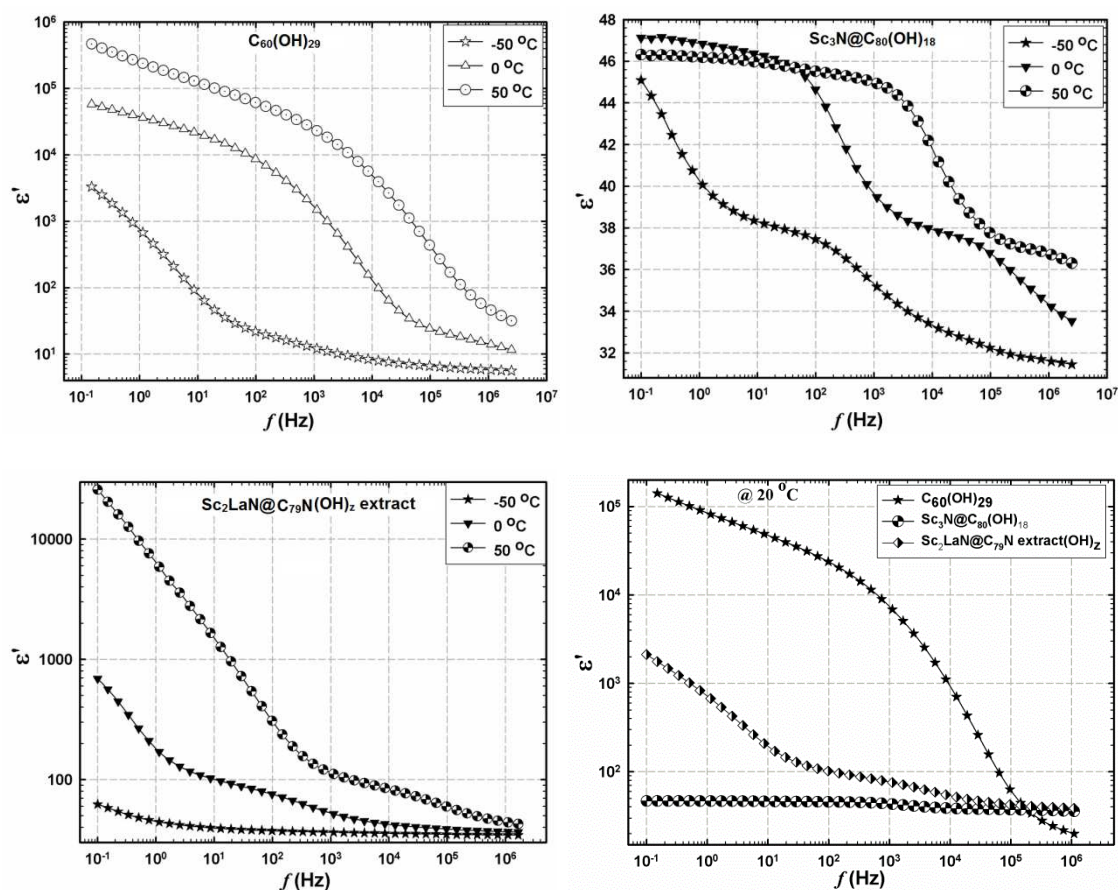 C₆₀(OH)₂₉
-50 °C
0 °C
50 °C
10⁶
10⁵
10⁴
10³
10²
10¹
ε'
10⁻¹ 10⁰ 10¹ 10² 10³ 10⁴ 10⁵ 10⁶ 10⁷
f (Hz)
Sc₃N@C₈₀(OH)₁₈
-50 °C
0 °C
50 °C
48
46
44
42
40
38
36
34
32
ε'
10⁻¹ 10⁰ 10¹ 10² 10³ 10⁴ 10⁵ 10⁶ 10⁷
f (Hz)
Sc₂LaN@C₇₉N(OH)z extract
-50 °C
0 °C
50 °C
10000
1000
100
ε'
10⁻¹ 10⁰ 10¹ 10² 10³ 10⁴ 10⁵ 10⁶
f (Hz)
@ 20 °C
C₆₀(OH)₂₉
Sc₃N@C₈₀(OH)₁₈
Sc₂LaN@C₇₉N extract(OH)z
10⁵
10⁴
10³
10²
ε'
10⁻¹ 10⁰ 10¹ 10² 10³ 10⁴ 10⁵ 10⁶
f (Hz)